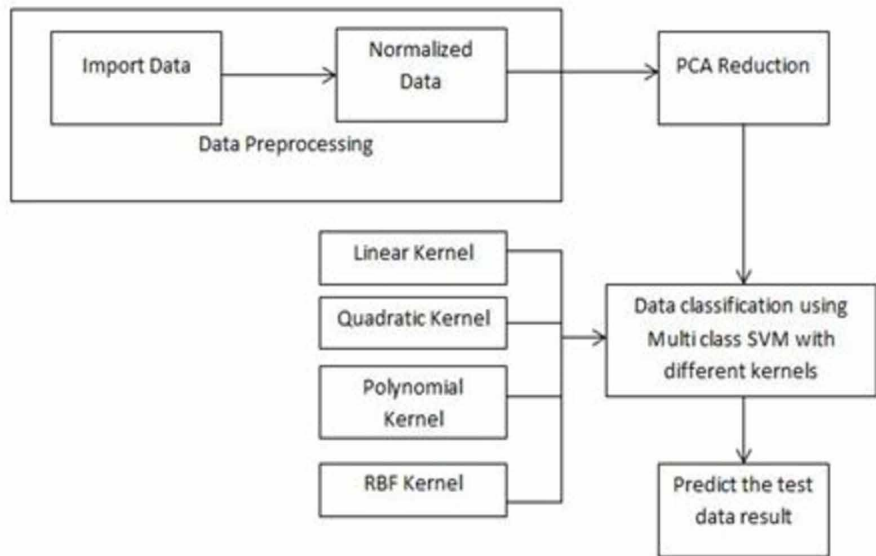 Import Data
Normalized
Data
Data Preprocessing
PCA Reduction
Linear Kernel
Quadratic Kernel
Polynomial
Kernel
RBF Kernel
Data classification using
Multi class SVM with
different kernels
Predict the test
data result